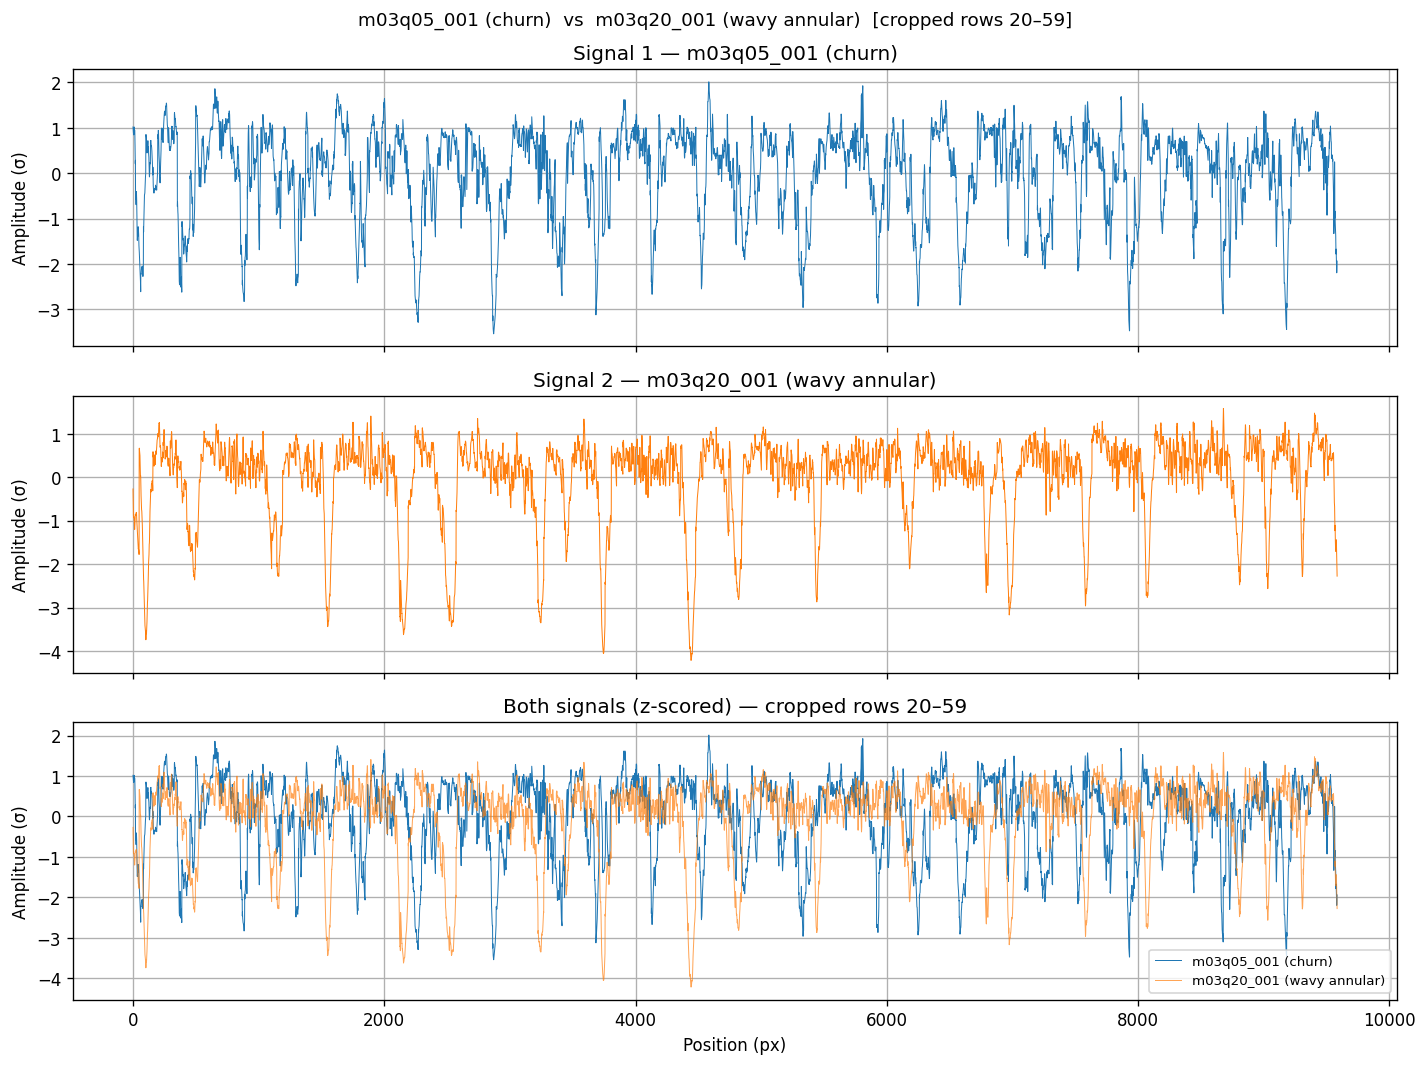 m03q05_001 (churn)  vs  m03q20_001 (wavy annular)  [cropped rows 20–59]
Signal 1 — m03q05_001 (churn)
2
1
0
−1
−2
−3
Amplitude (σ)
Signal 2 — m03q20_001 (wavy annular)
1
0
−1
−2
−3
−4
Amplitude (σ)
Both signals (z-scored) — cropped rows 20–59
2
1
0
−1
−2
−3
−4
Amplitude (σ)
m03q05_001 (churn)
m03q20_001 (wavy annular)
0 2000 4000 6000 8000 10000
Position (px)